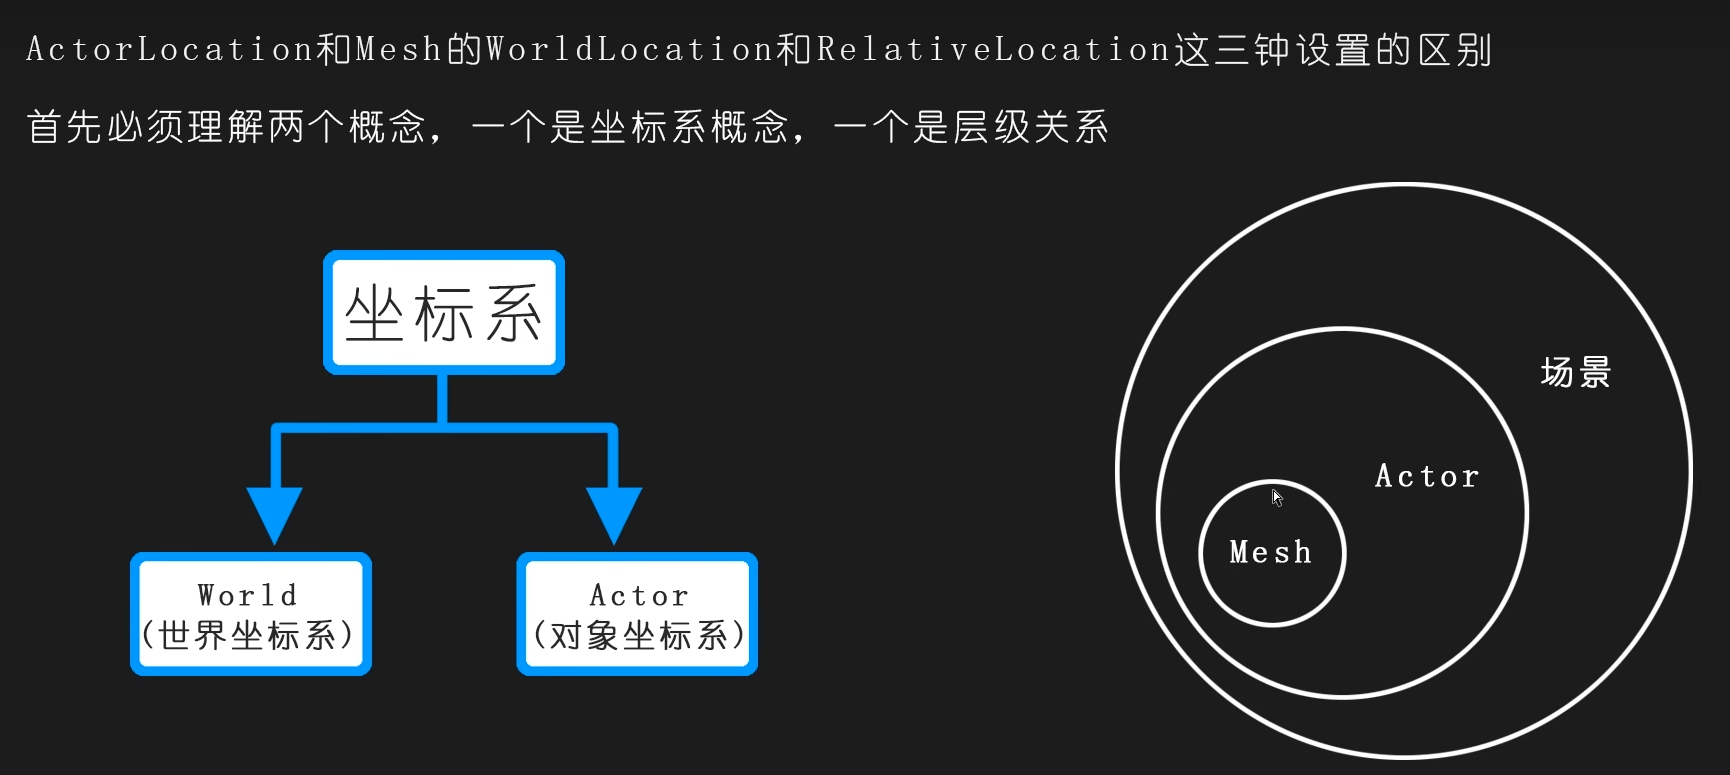 ActorLocation和Mesh的WorldLocation和RelativeLocation这三钟设置的区别
首先必须理解两个概念，一个是坐标系概念，一个是层级关系
坐标系
World
(世界坐标系)
Actor
(对象坐标系)
场景
Actor
Mesh